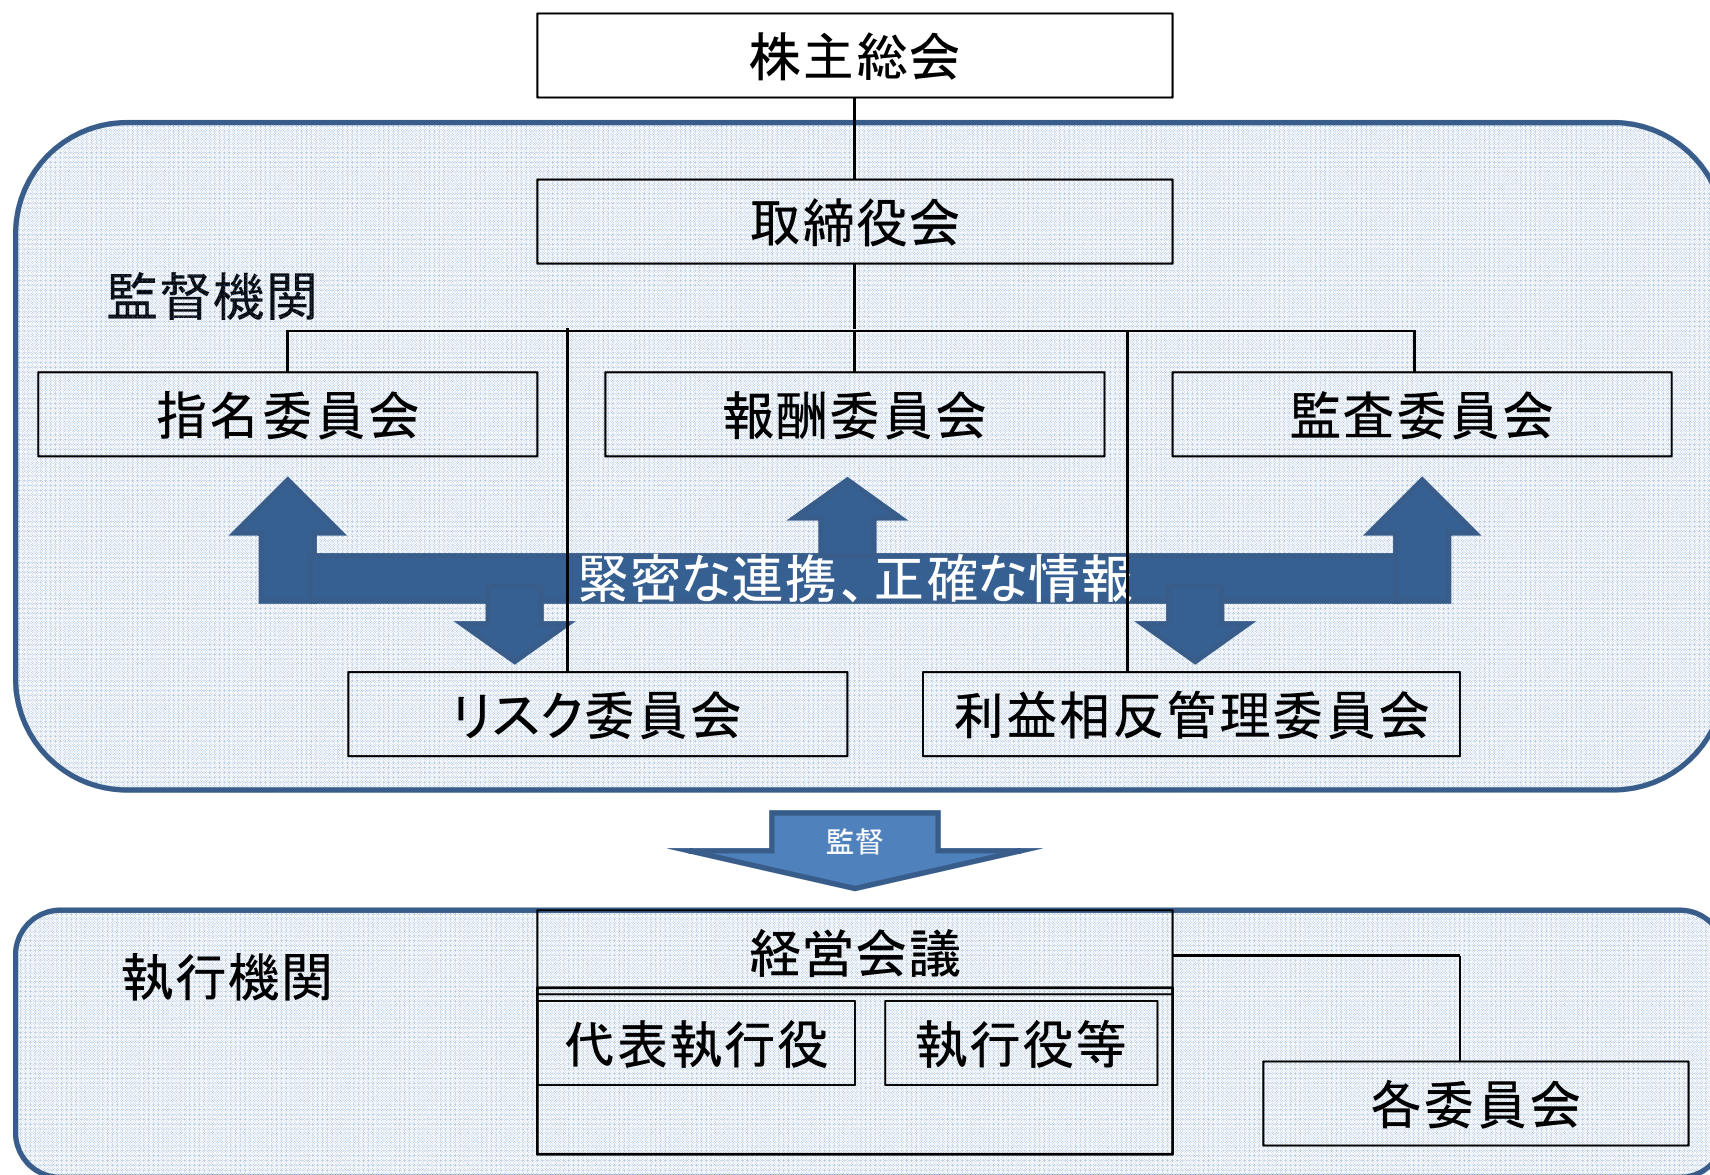 株主総会
取締役会
監督機関
指名委員会
報酬委員会
監査委員会
緊密な連携、正確な情報
リスク委員会
利益相反管理委員会
監督
経営会議
執行機関
代表執行役
執行役等
各委員会